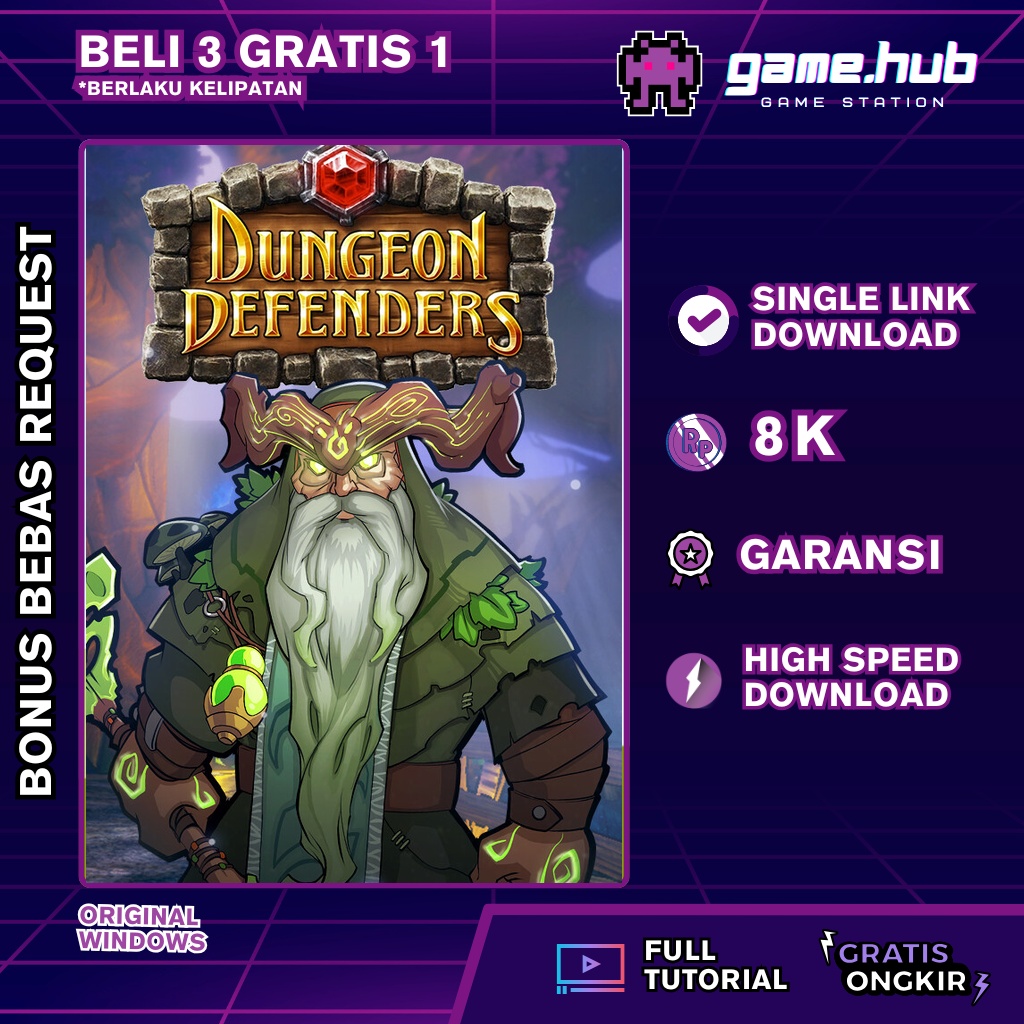 BELI 3 GRATIS 1
*BERLAKU KELIPATAN
game.hub
GAME STATION
BONUS BEBAS REQUEST
DUNGEON
DEFENDERS
SINGLE LINK
DOWNLOAD
Rp
8K
GARANSI
HIGH SPEED
DOWNLOAD
ORIGINAL
WINDOWS
FULL
TUTORIAL
GRATIS
ONGKIR